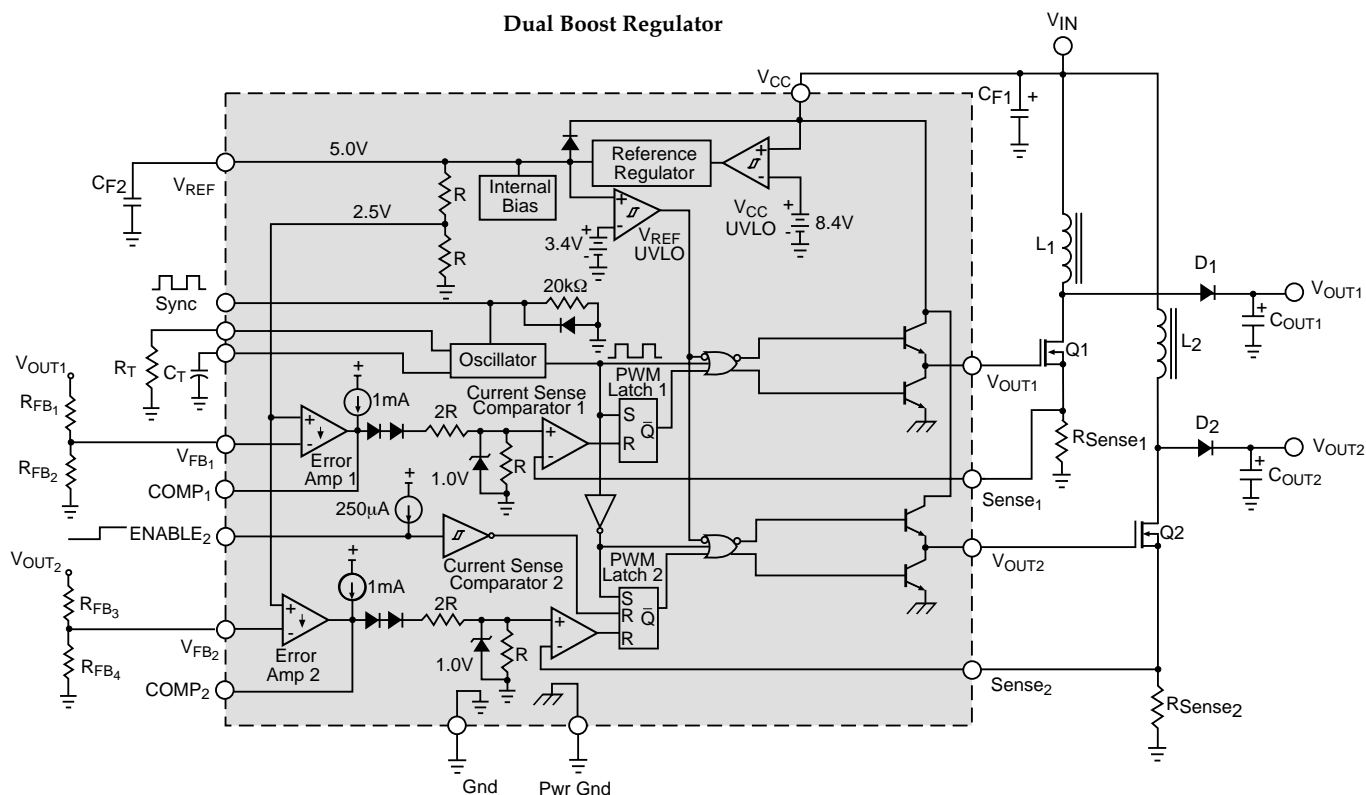 Dual Boost Regulator
VIN
VCC
CF1
+
5.0V
Reference
Regulator
+
-
CF2
VREF
R
Internal
Bias
+
-
VCC
UVLO
+
-
8.4V
2.5V
3.4V
+
-
VREF
UVLO
R
L1
D1
VOUT1
Sync
20kΩ
+
COUT1
RT
CT
Oscillator
L2
Q1
VOUT1
VOUT1
RFB1
+
1mA
Current Sense
Comparator 1
PWM
Latch 1
2R
S
R
Q̄
+
-
+
-
RSense1
D2
VOUT2
RFB2
VFB1
Error
Amp 1
1.0V
R
+
COUT2
COMP1
Sense1
+
250µA
ENABLE2
Q2
VOUT2
VOUT2
+
1mA
Current Sense
Comparator 2
PWM
Latch 2
RFB3
2R
S
R
R
Q̄
+
-
+
-
VFB2
RFB4
Error
Amp 2
1.0V
R
COMP2
Sense2
RSense2
Gnd
Pwr Gnd